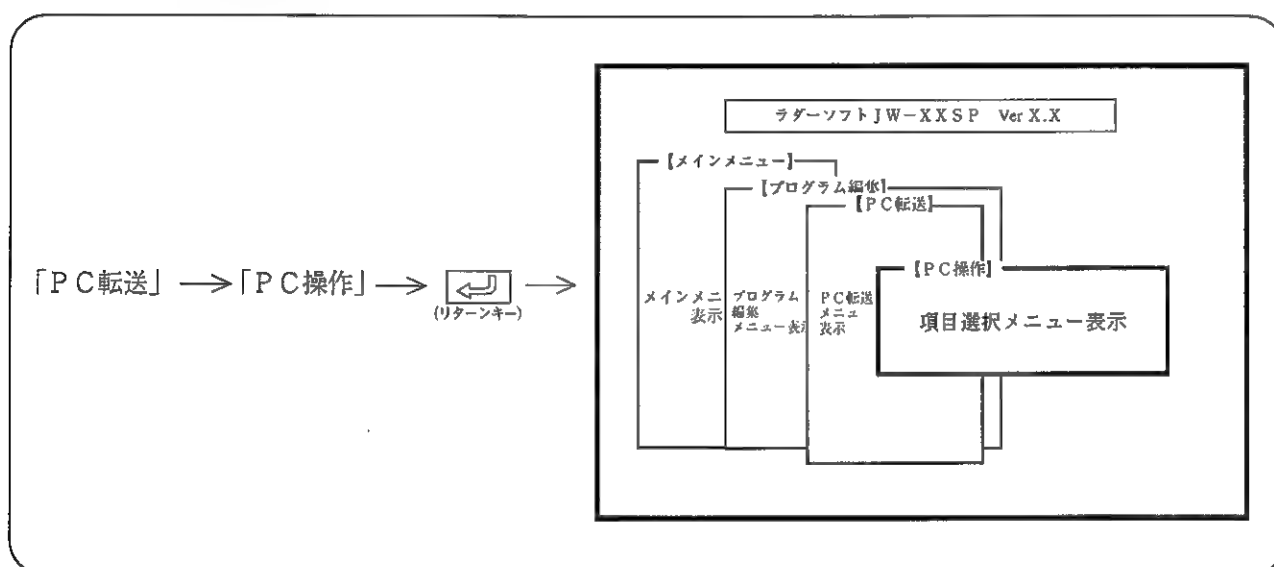 「PC転送」→「PC操作」→
(リターンキー)
→
ラダーソフトJW-XXSP Ver X.X
【メインメニュー】
【プログラム編集】
【PC転送】
【PC操作】
メインメニ
表示
プログラム
編集
メニュー表示
PC転送
メニュ
表示
項目選択メニュー表示